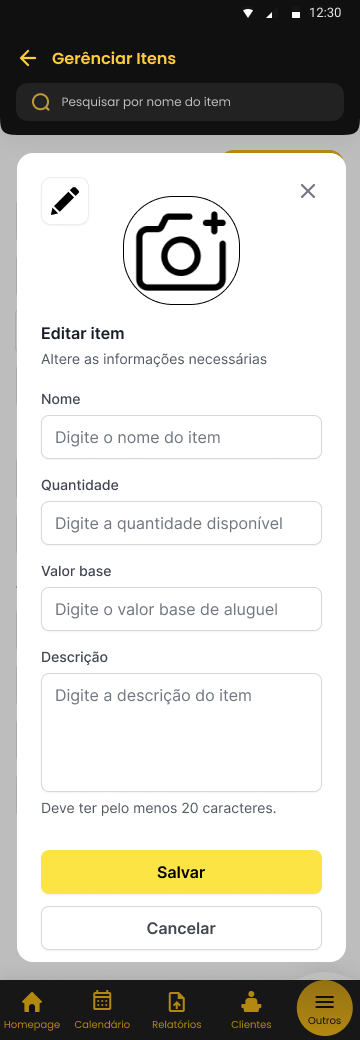 12:30
Gerênciar Itens
Pesquisar por nome do item
Editar item
Altere as informações necessárias
Nome
Digite o nome do item
Quantidade
Digite a quantidade disponível
Valor base
Digite o valor base de aluguel
Descrição
Digite a descrição do item
Deve ter pelo menos 20 caracteres.
Salvar
Cancelar
Homepage Calendário Relatórios Clientes Outros